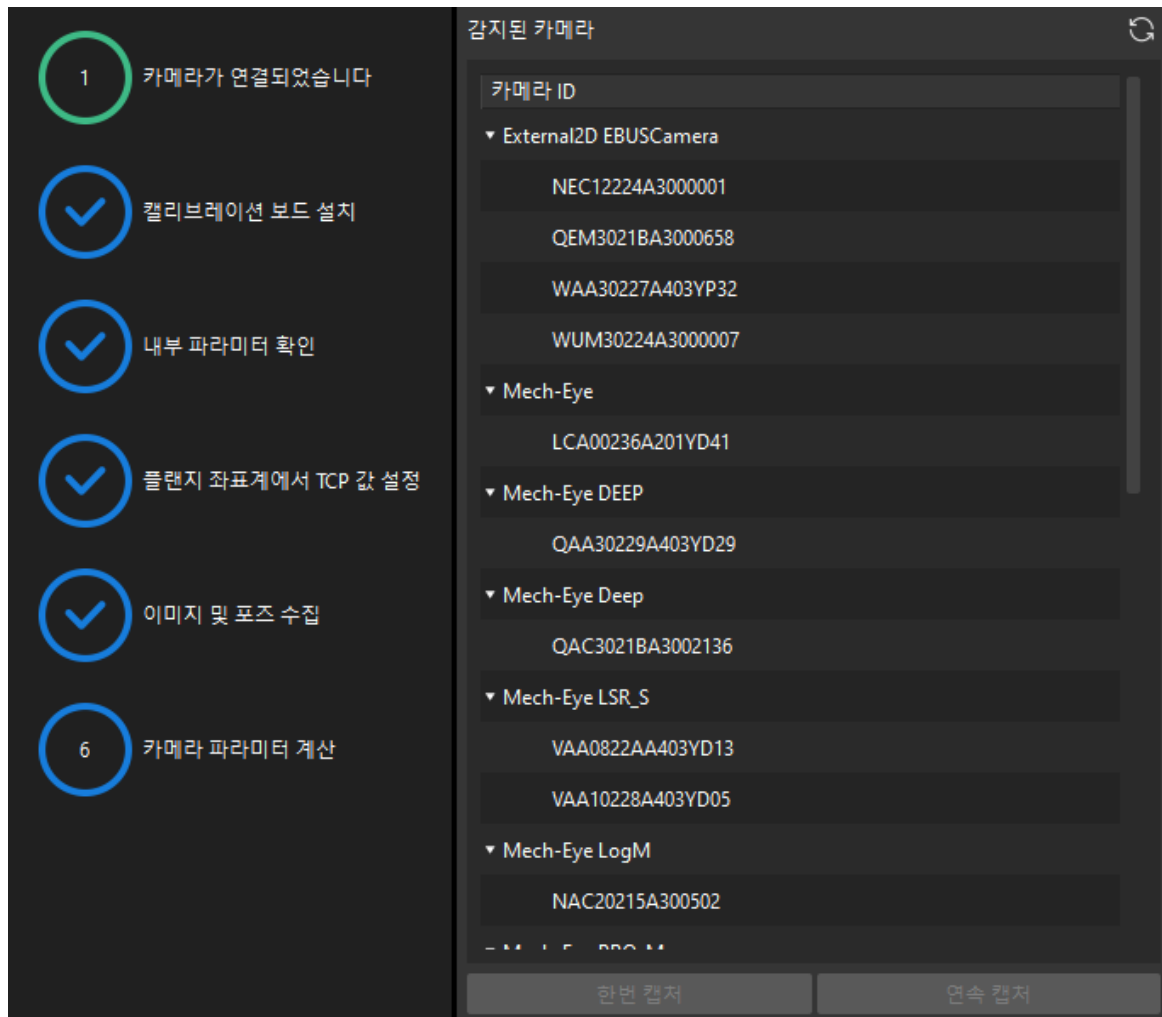 1
카메라가 연결되었습니다
캘리브레이션 보드 설치
내부 파라미터 확인
플랜지 좌표계에서 TCP 값 설정
이미지 및 포즈 수집
6
카메라 파라미터 계산
감지된 카메라
카메라 ID
External2D EBUSCamera
NEC12224A3000001
QEM3021BA3000658
WAA30227A403YP32
WUM30224A3000007
Mech-Eye
LCA00236A201YD41
Mech-Eye DEEP
QAA30229A403YD29
Mech-Eye Deep
QAC3021BA3002136
Mech-Eye LSR_S
VAA0822AA403YD13
VAA10228A403YD05
Mech-Eye LogM
NAC20215A300502
한번 캡처
연속 캡처